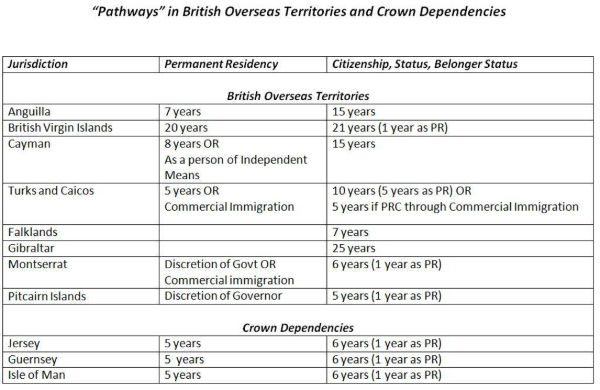 “Pathways” in British Overseas Territories and Crown Dependencies
Jurisdiction Permanent Residency Citizenship, Status, Belonger Status
British Overseas Territories
Anguilla 7 years 15 years
British Virgin Islands 20 years 21 years (1 year as PR)
Cayman 8 years OR 15 years
As a person of Independent
Means
Turks and Caicos 5 years OR 10 years (5 years as PR) OR
Commercial Immigration 5 years if PRC through Commercial Immigration
Falklands 7 years
Gibraltar 25 years
Montserrat Discretion of Govt OR 6 years (1 year as PR)
Commercial immigration
Pitcairn Islands Discretion of Governor 5 years (1 year as PR)
Crown Dependencies
Jersey 5 years 6 years (1 year as PR)
Guernsey 5 years 6 years (1 year as PR)
Isle of Man 5 years 6 years (1 year as PR)